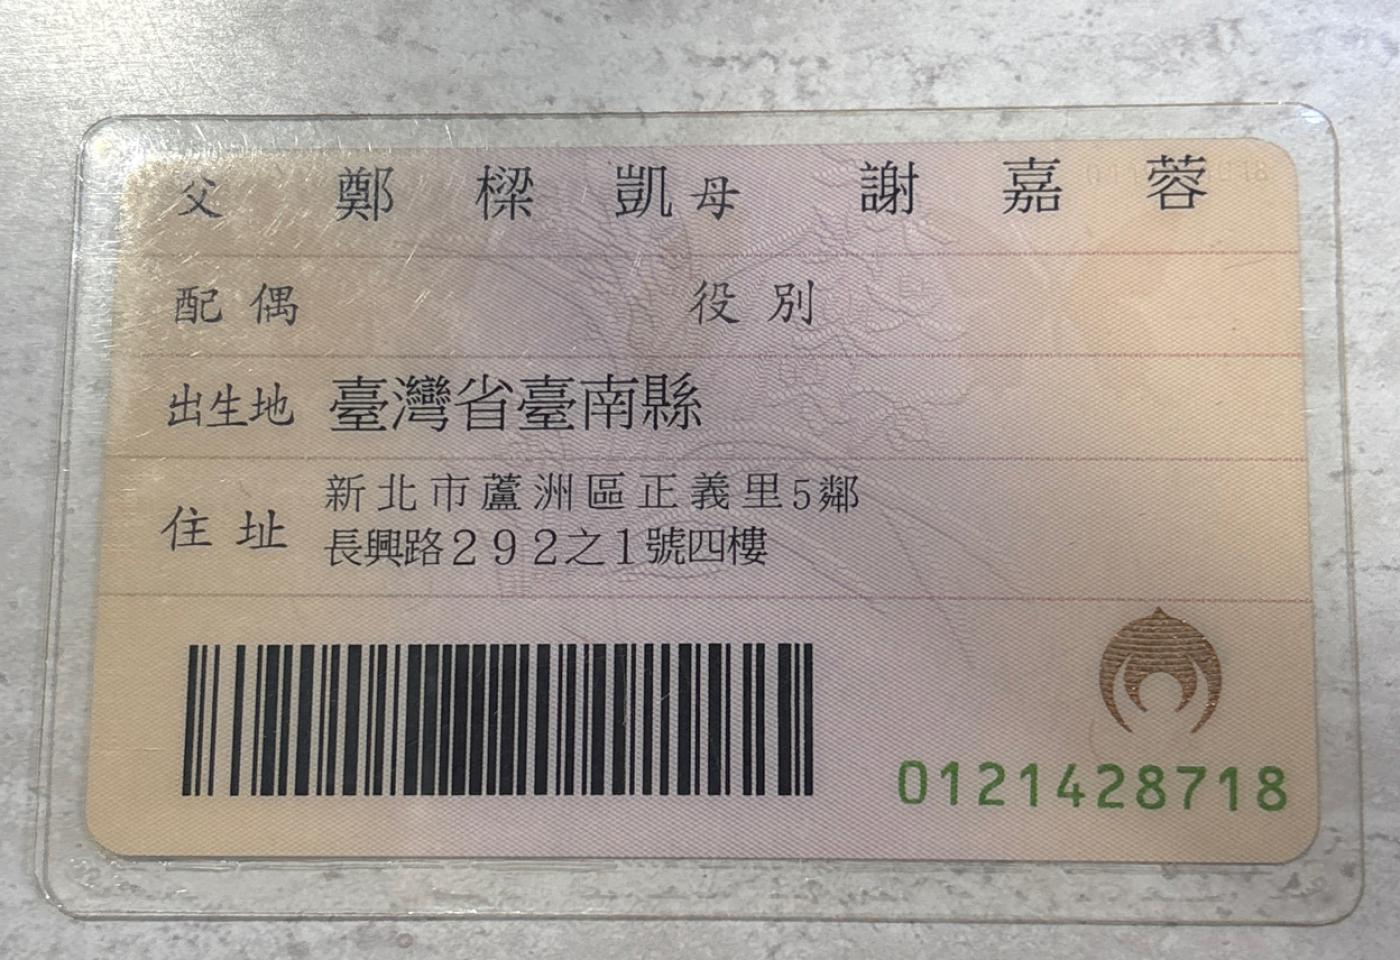 父 鄭樑凱 母 謝嘉蓉
配偶 役別
出生地 臺灣省臺南縣
住址 新北市蘆洲區正義里5鄰
長興路292之1號四樓
0121428718